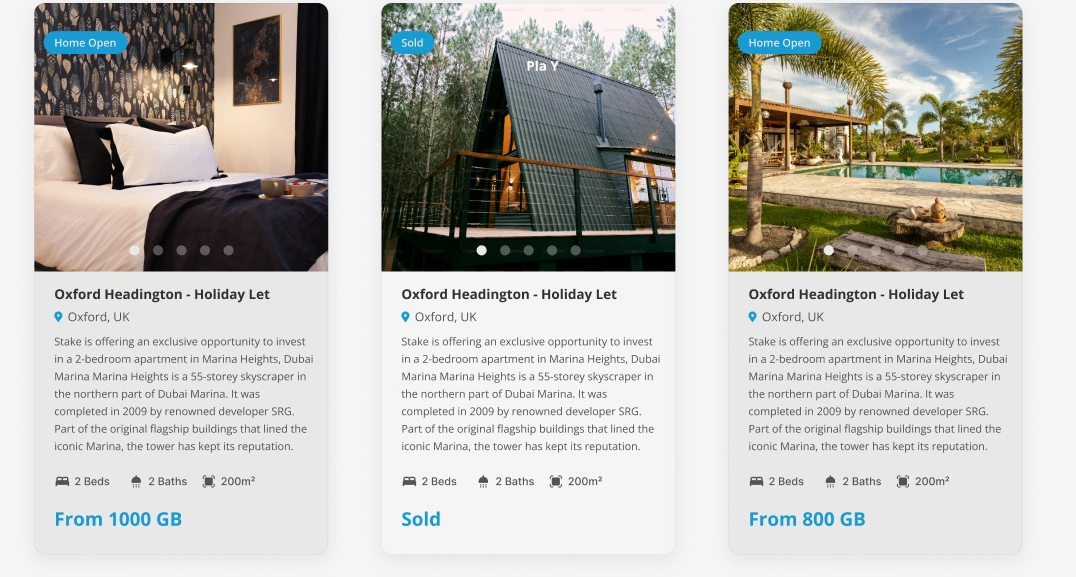 Home Open
Oxford Headington - Holiday Let
Oxford, UK
Stake is offering an exclusive opportunity to invest
in a 2-bedroom apartment in Marina Heights, Dubai
Marina Marina Heights is a 55-storey skyscraper in
the northern part of Dubai Marina. It was
completed in 2009 by renowned developer SRG.
Part of the original flagship buildings that lined the
iconic Marina, the tower has kept its reputation.
2 Beds 2 Baths 200m²
From 1000 GB
Sold
Pla Y
Oxford Headington - Holiday Let
Oxford, UK
Stake is offering an exclusive opportunity to invest
in a 2-bedroom apartment in Marina Heights, Dubai
Marina Marina Heights is a 55-storey skyscraper in
the northern part of Dubai Marina. It was
completed in 2009 by renowned developer SRG.
Part of the original flagship buildings that lined the
iconic Marina, the tower has kept its reputation.
2 Beds 2 Baths 200m²
Sold
Home Open
Oxford Headington - Holiday Let
Oxford, UK
Stake is offering an exclusive opportunity to invest
in a 2-bedroom apartment in Marina Heights, Dubai
Marina Marina Heights is a 55-storey skyscraper in
the northern part of Dubai Marina. It was
completed in 2009 by renowned developer SRG.
Part of the original flagship buildings that lined the
iconic Marina, the tower has kept its reputation.
2 Beds 2 Baths 200m²
From 800 GB